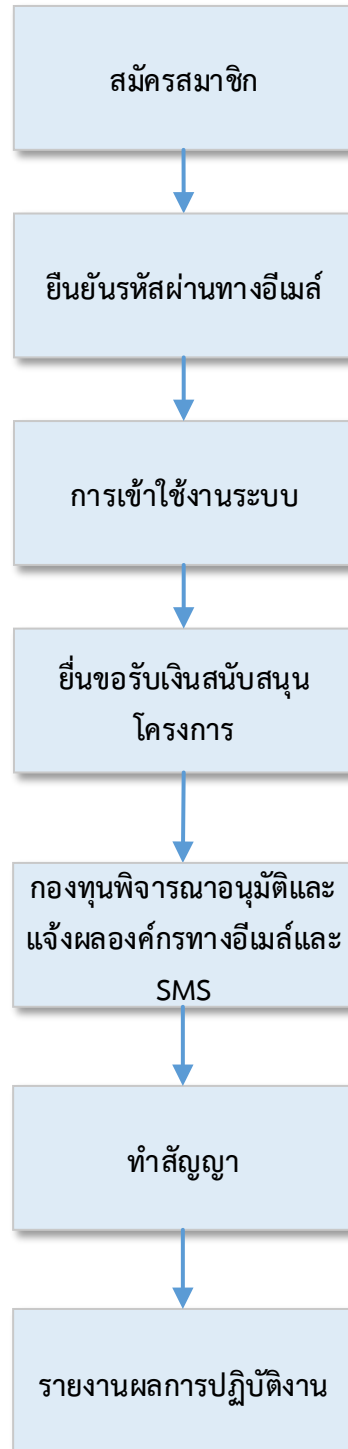 สมัครสมาชิก
ยืนยันรหัสผ่านทางอีเมล์
การเข้าใช้งานระบบ
ยื่นขอรับเงินสนับสนุน
โครงการ
กองทุนพิจารณาอนุมัติและ
แจ้งผลองค์กรทางอีเมล์และ
SMS
ทำสัญญา
รายงานผลการปฏิบัติงาน